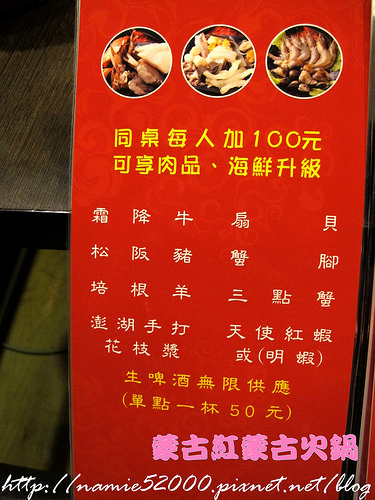 同桌每人加100元
可享肉品、海鮮升級
霜降牛 扇貝
松阪豬 蟹腳
培根羊 三點蟹
澎湖手打 天使紅蝦
花枝漿 或(明蝦)
生啤酒無限供應
(單點一杯50元)
蒙古紅蒙古火鍋
http://namie52000.pixnet.net/blog